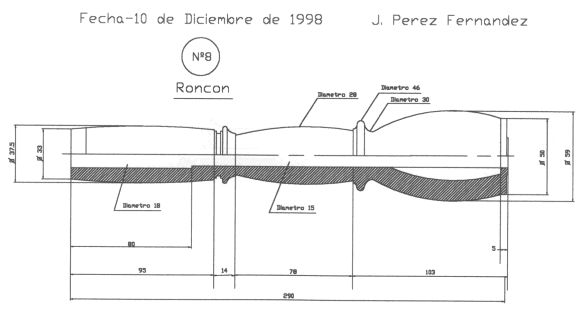 Fecha-10 de Diciembre de 1998 J. Perez Fernandez
Nº8
Roncon
Diametro 28
Diametro 46
Diametro 30
Ø 37.5
Ø 33
Ø 50
Ø 59
Diametro 18
Diametro 15
80
5
95
14
78
103
290